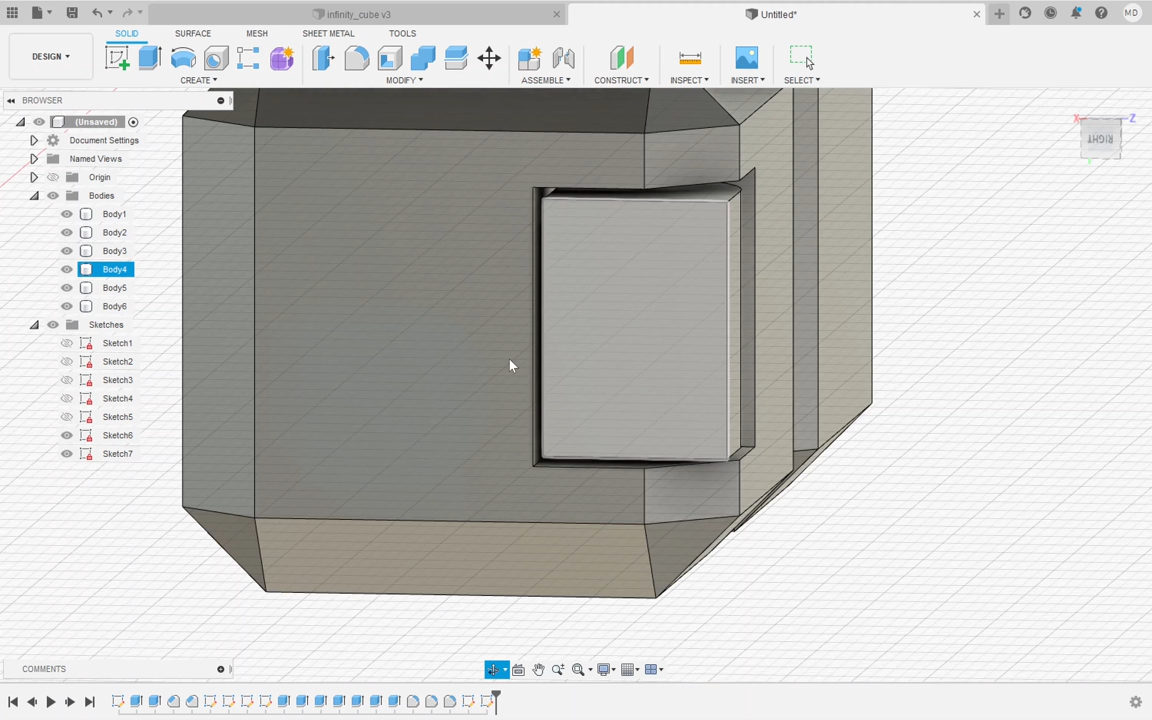 infinity_cube v3
Untitled*
MD
DESIGN
SOLID
SURFACE
MESH
SHEET METAL
TOOLS
CREATE
MODIFY
ASSEMBLE
CONSTRUCT
INSPECT
INSERT
SELECT
BROWSER
(Unsaved)
Document Settings
Named Views
Origin
Bodies
Body1
Body2
Body3
Body4
Body5
Body6
Sketches
Sketch1
Sketch2
Sketch3
Sketch4
Sketch5
Sketch6
Sketch7
X
Z
RIGHT
COMMENTS